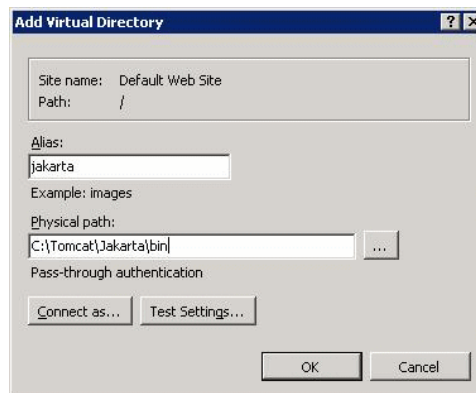 Add Virtual Directory
Site name: Default Web Site
Path: /
Alias:
jakarta
Example: images
Physical path:
C:\Tomcat\Jakarta\bin
...
Pass-through authentication
Connect as... Test Settings...
OK Cancel